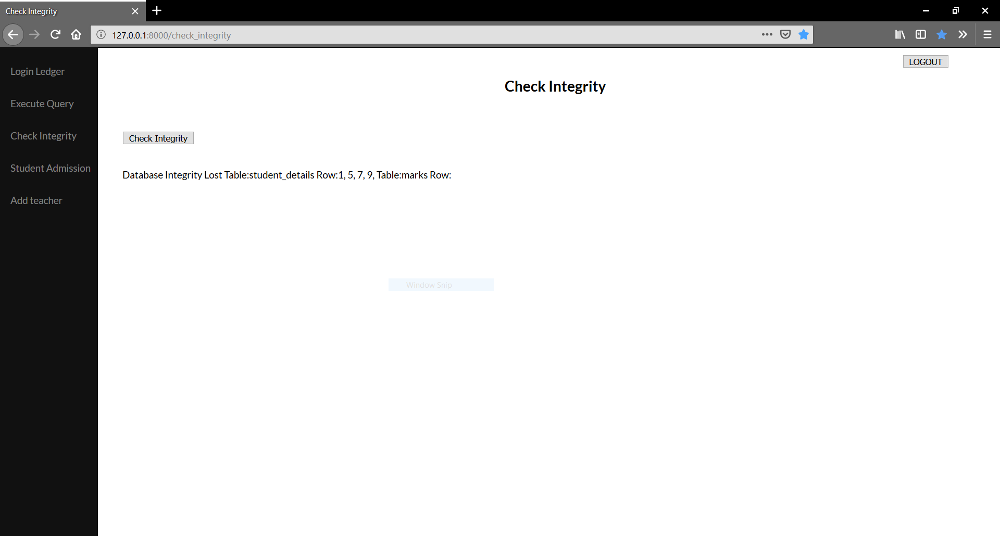 Check Integrity
127.0.0.1:8000/check_integrity
LOGOUT
Login Ledger
Execute Query
Check Integrity
Student Admission
Add teacher
Check Integrity
Check Integrity
Database Integrity Lost Table:student_details Row:1, 5, 7, 9, Table:marks Row:
Window Snip